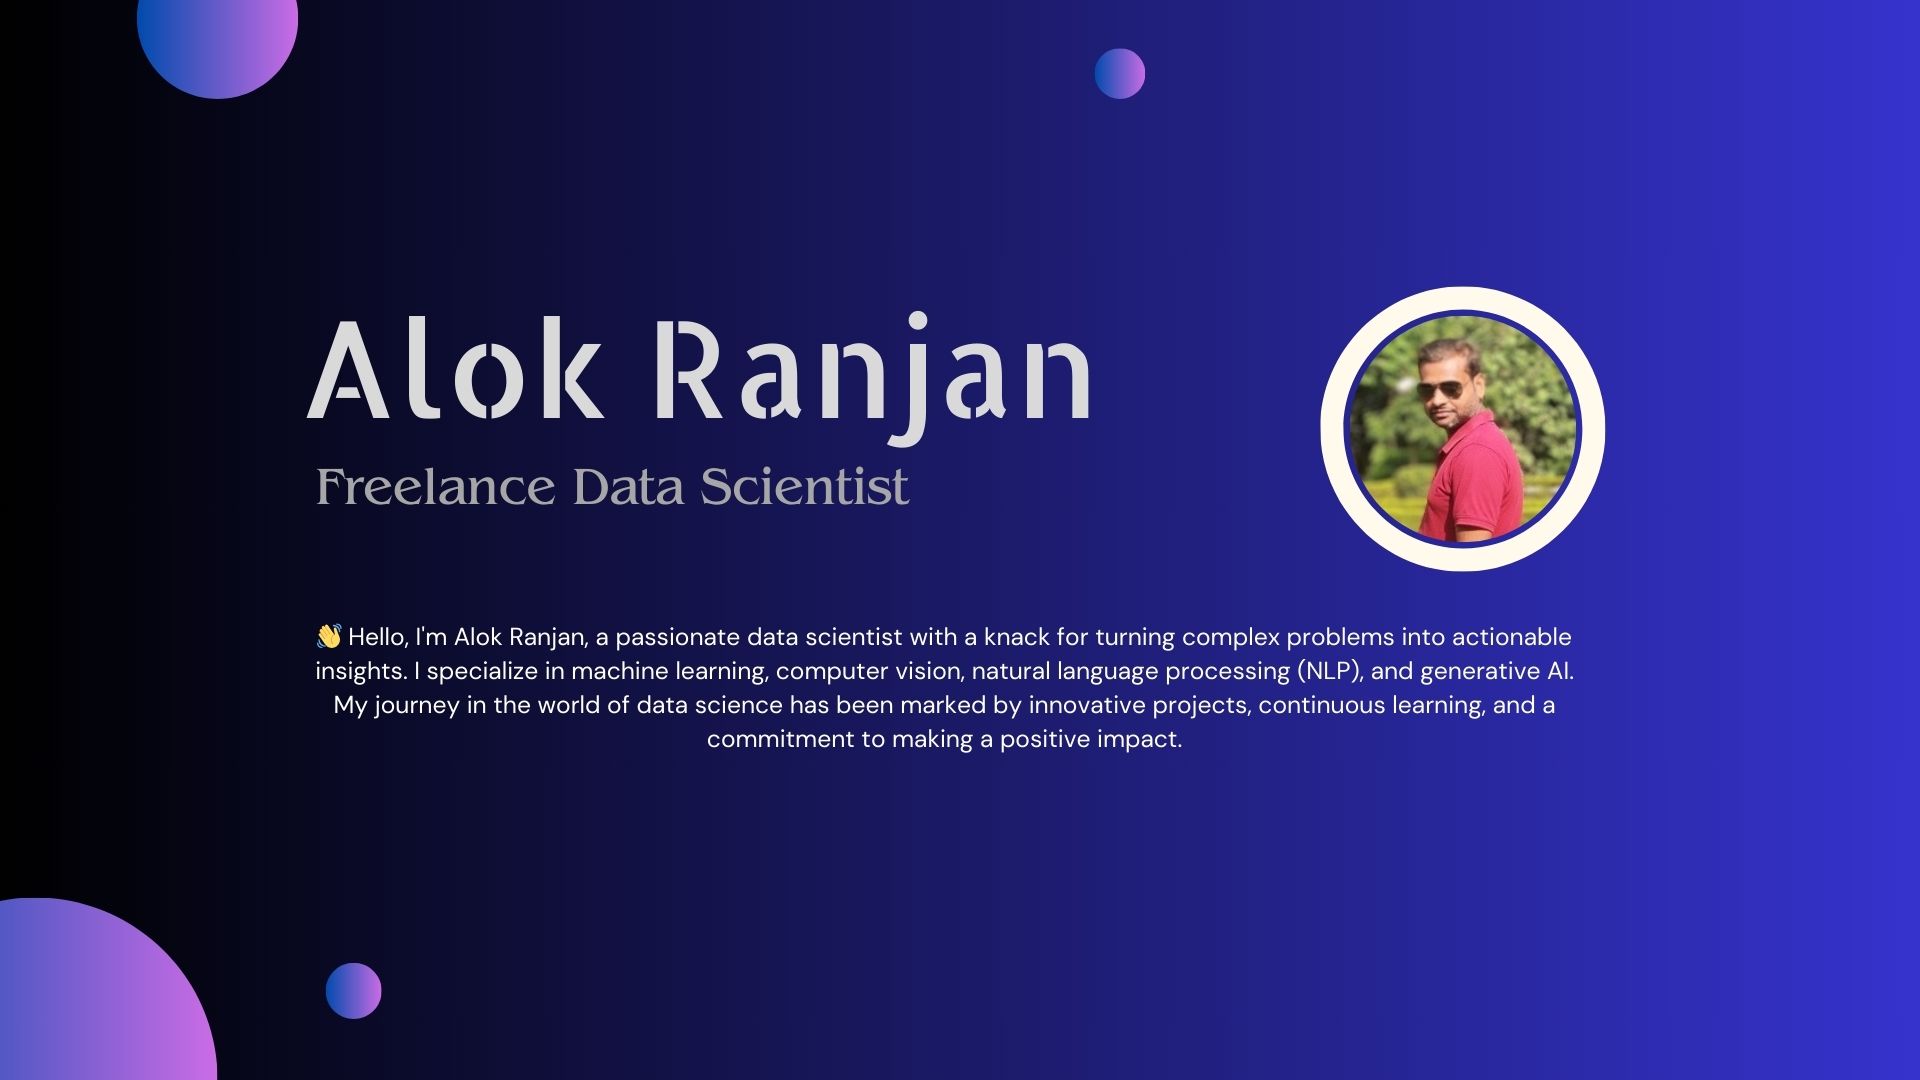 Alok Ranjan
Freelance Data Scientist
👋 Hello, I'm Alok Ranjan, a passionate data scientist with a knack for turning complex problems into actionable
insights. I specialize in machine learning, computer vision, natural language processing (NLP), and generative AI.
My journey in the world of data science has been marked by innovative projects, continuous learning, and a
commitment to making a positive impact.